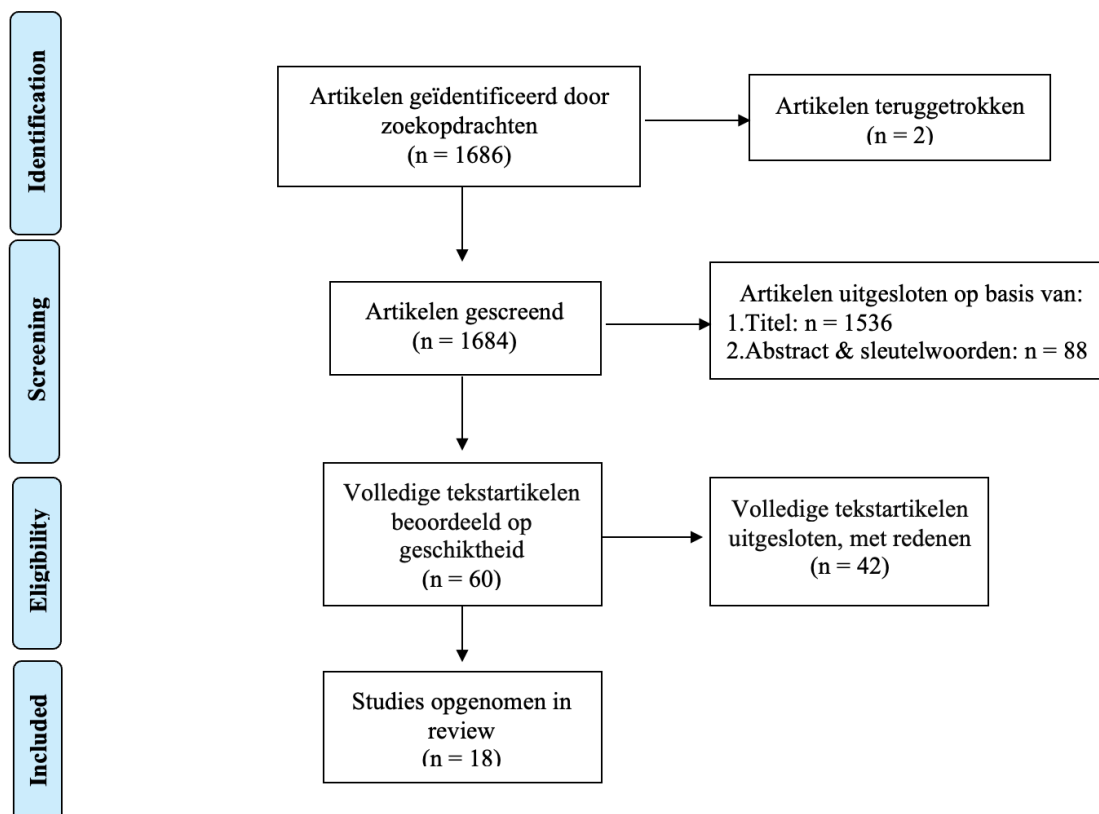 Identification
Artikelen geïdentificeerd door
zoekopdrachten
(n = 1686)
Artikelen teruggetrokken
(n = 2)
Screening
Artikelen gescreend
(n = 1684)
Artikelen uitgesloten op basis van:
1.Titel: n = 1536
2.Abstract & sleutelwoorden: n = 88
Eligibility
Volledige tekstartikelen
beoordeeld op
geschiktheid
(n = 60)
Volledige tekstartikelen
uitgesloten, met redenen
(n = 42)
Included
Studies opgenomen in
review
(n = 18)